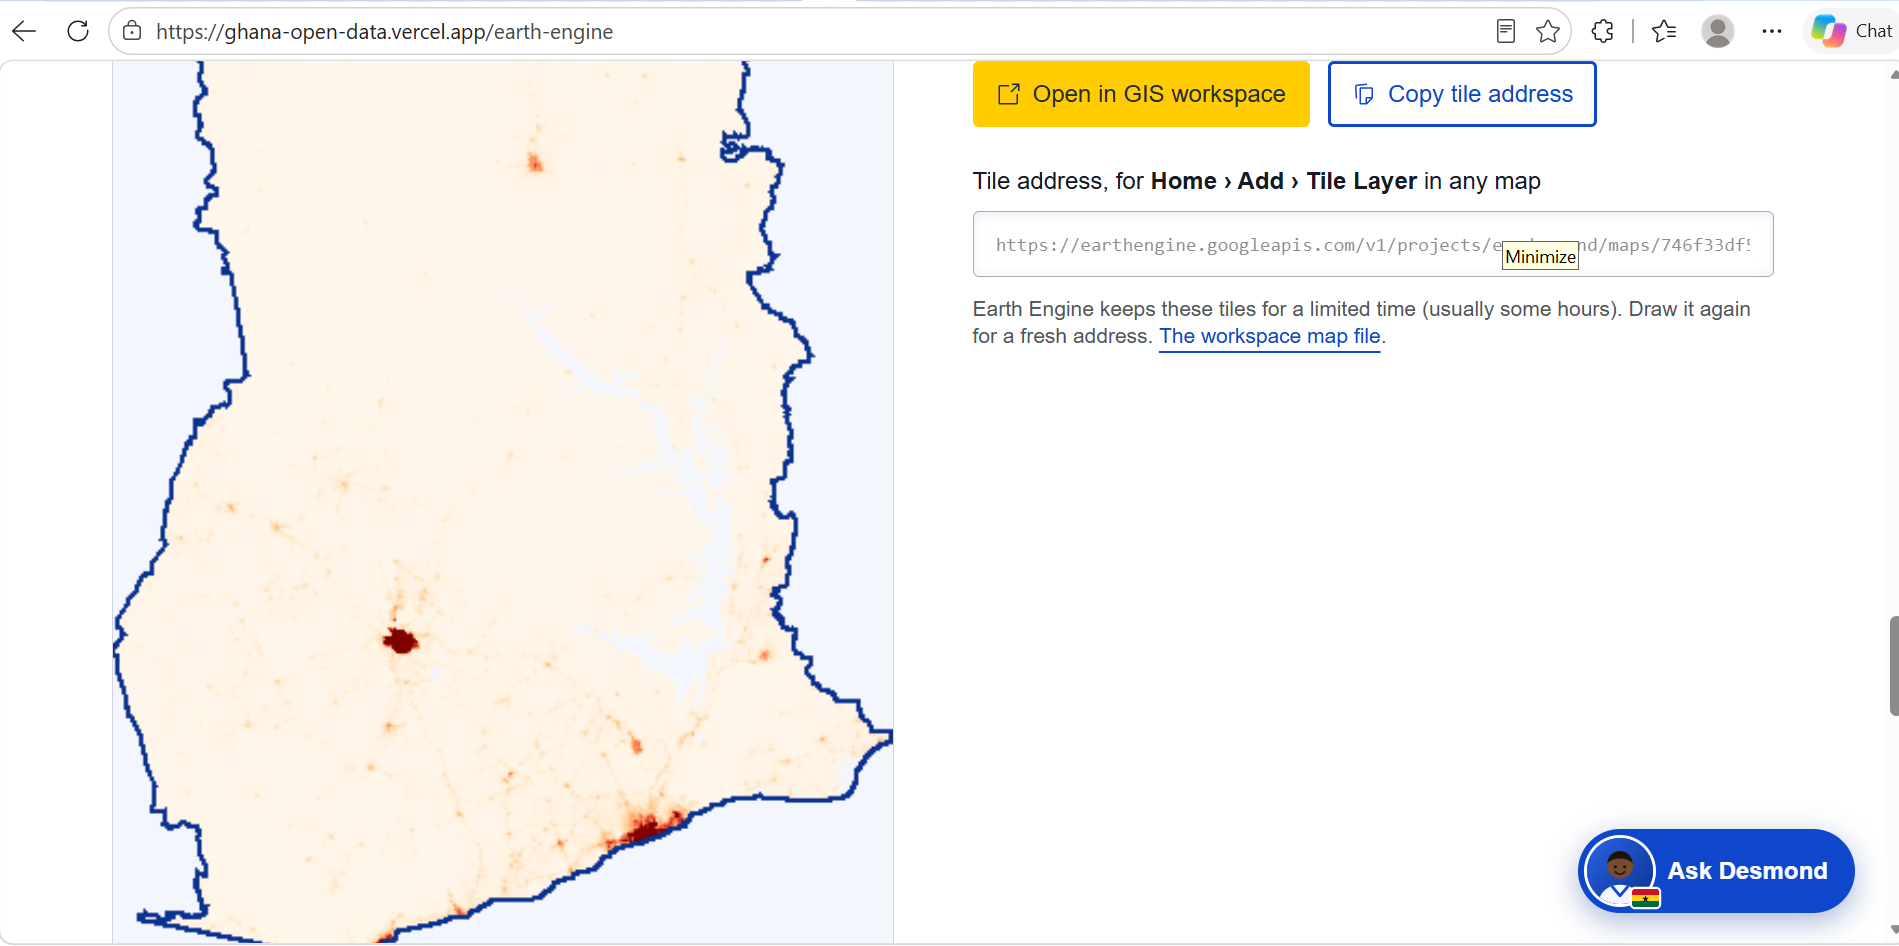 https://ghana-open-data.vercel.app/earth-engine
Chat
Open in GIS workspace
Copy tile address
Tile address, for Home › Add › Tile Layer in any map
https://earthengine.googleapis.com/v1/projects/e nd/maps/746f33df
Minimize
Earth Engine keeps these tiles for a limited time (usually some hours). Draw it again
for a fresh address. The workspace map file.
Ask Desmond